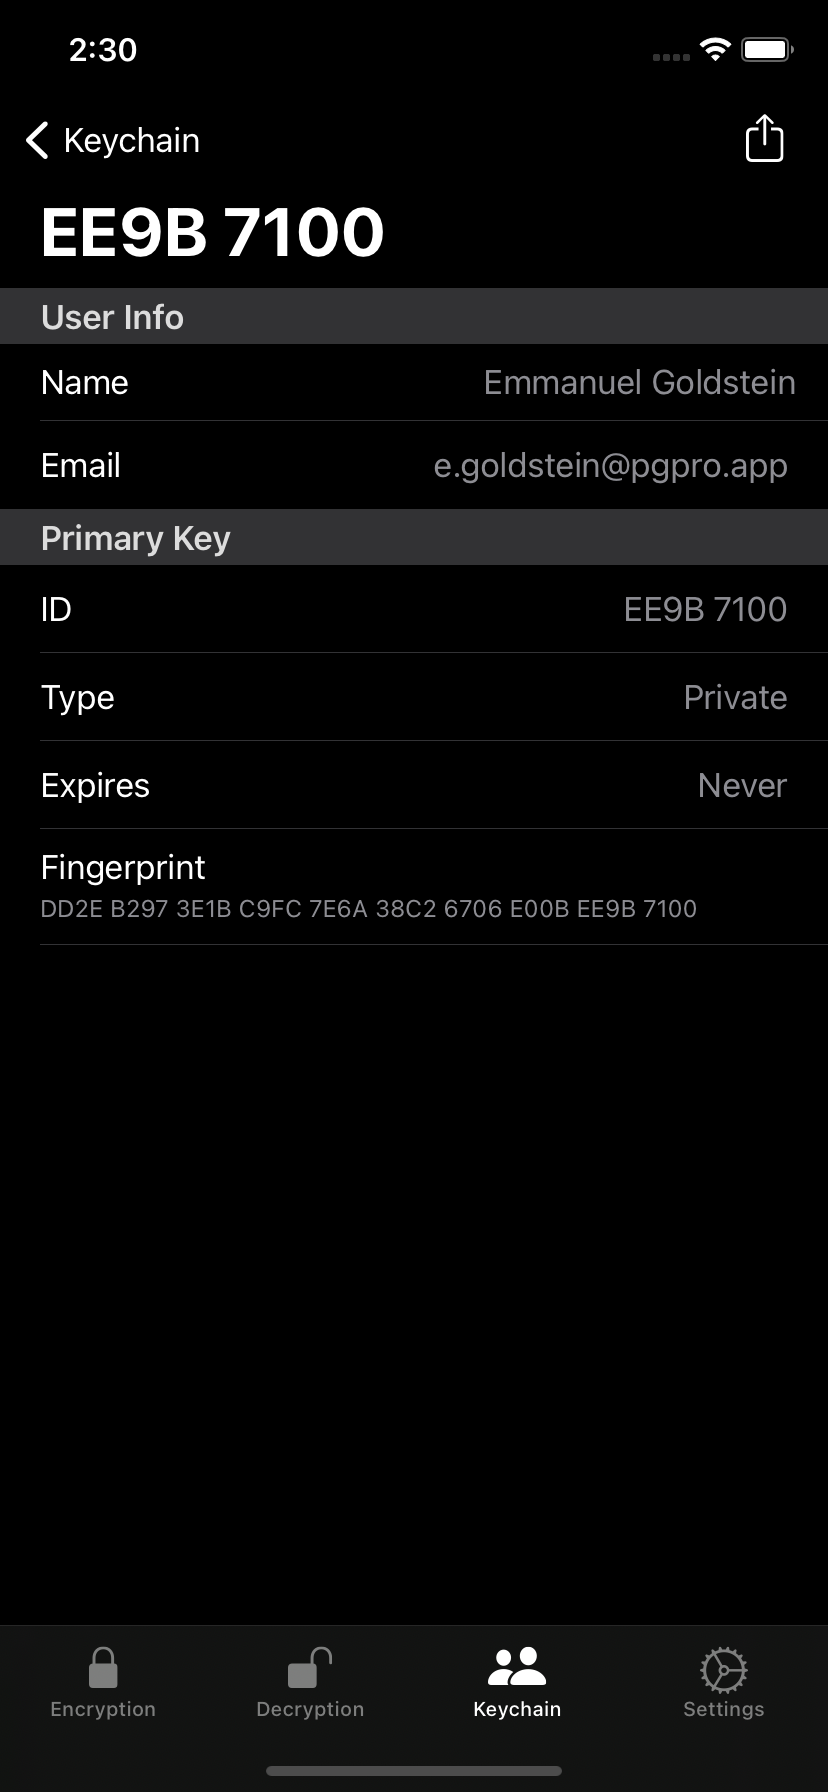 2:30
Keychain
EE9B 7100
User Info
Name Emmanuel Goldstein
Email e.goldstein@pgpro.app
Primary Key
ID EE9B 7100
Type Private
Expires Never
Fingerprint
DD2E B297 3E1B C9FC 7E6A 38C2 6706 E00B EE9B 7100
Encryption Decryption Keychain Settings